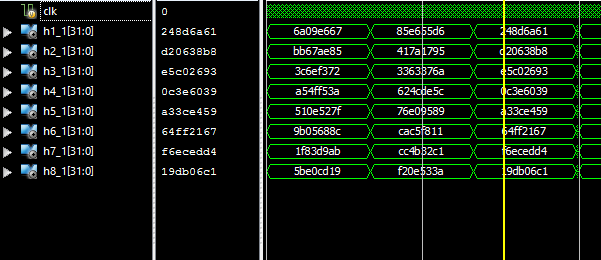 clk 0
h1_1[31:0] 248d6a61 6a09e667 85e655d6 248d6a61
h2_1[31:0] d20638b8 bb67ae85 417a1795 d20638b8
h3_1[31:0] e5c02693 3c6ef372 3363376a e5c02693
h4_1[31:0] 0c3e6039 a54ff53a 624cde5c 0c3e6039
h5_1[31:0] a33ce459 510e527f 76e09589 a33ce459
h6_1[31:0] 64ff2167 9b05688c cac5f811 64ff2167
h7_1[31:0] f6ecedd4 1f83d9ab cc4b32c1 f6ecedd4
h8_1[31:0] 19db06c1 5be0cd19 f20e533a 19db06c1